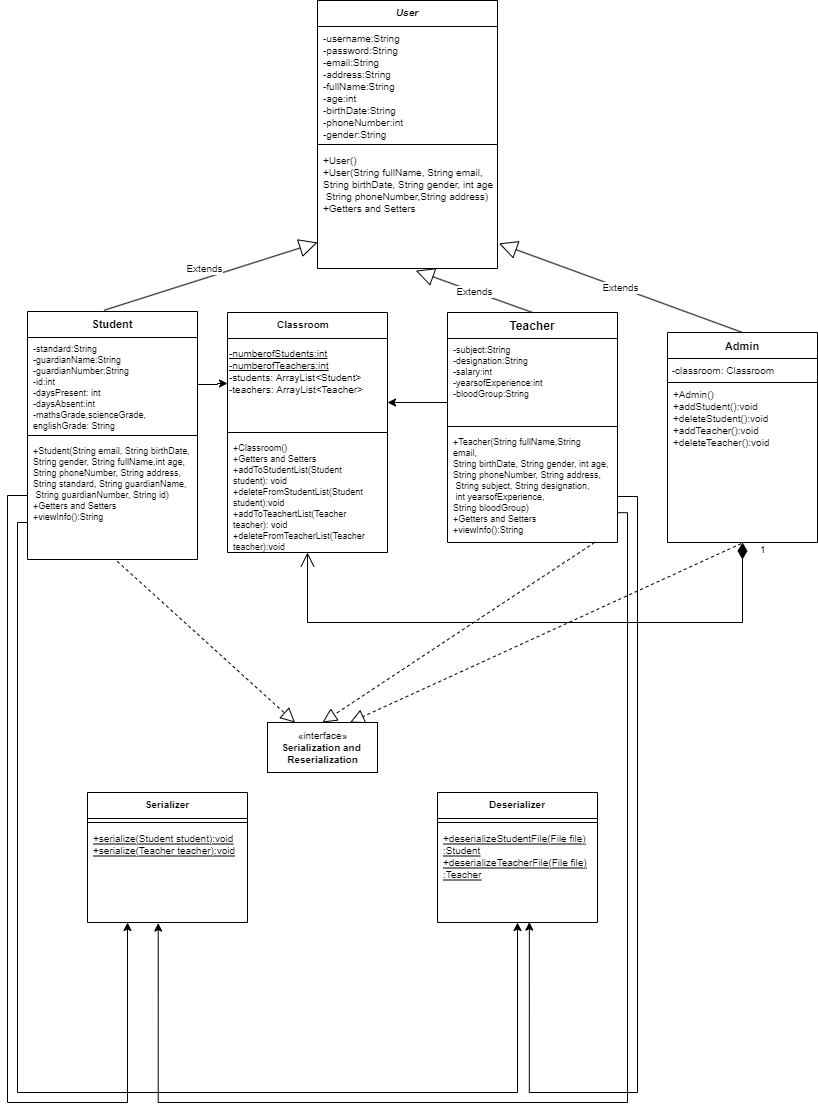 User
-username:String
-password:String
-email:String
-address:String
-fullName:String
-age:int
-birthDate:String
-phoneNumber:int
-gender:String
+User()
+User(String fullName, String email,
String birthDate, String gender, int age
String phoneNumber,String address)
+Getters and Setters
Extends
Extends
Extends
Student
-standard:String
-guardianName:String
-guardianNumber:String
-id:int
-daysPresent: int
-daysAbsent:int
-mathsGrade,scienceGrade,
englishGrade: String
+Student(String email, String birthDate,
String gender, String fullName,int age,
String phoneNumber, String address,
String standard, String guardianName,
String guardianNumber, String id)
+Getters and Setters
+viewInfo():String
Classroom
-numberofStudents:int
-numberofTeachers:int
-students: ArrayList<Student>
-teachers: ArrayList<Teacher>
+Classroom()
+Getters and Setters
+addToStudentList(Student
student): void
+deleteFromStudentList(Student
student):void
+addToTeachertList(Teacher
teacher): void
+deleteFromTeacherList(Teacher
teacher):void
Teacher
-subject:String
-designation:String
-salary:int
-yearsofExperience:int
-bloodGroup:String
+Teacher(String fullName,String
email,
String birthDate, String gender, int age,
String phoneNumber, String address,
String subject, String designation,
int yearsofExperience,
String bloodGroup)
+Getters and Setters
+viewInfo():String
Admin
-classroom: Classroom
+Admin()
+addStudent():void
+deleteStudent():void
+addTeacher():void
+deleteTeacher():void
1
«interface»
Serialization and
Reserialization
Serializer
+serialize(Student student):void
+serialize(Teacher teacher):void
Deserializer
+deserializeStudentFile(File file)
:Student
+deserializeTeacherFile(File file)
:Teacher